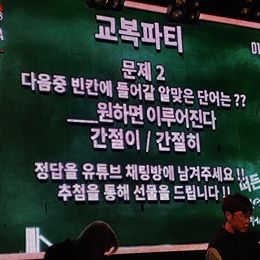 교복파티
문제 2
다음중 빈칸에 들어갈 알맞은 단어는 ??
___원하면 이루어진다
간절이 / 간절히
정답을 유튜브 채팅방에 남겨주세요 !!
추첨을 통해 선물을 드립니다 !!